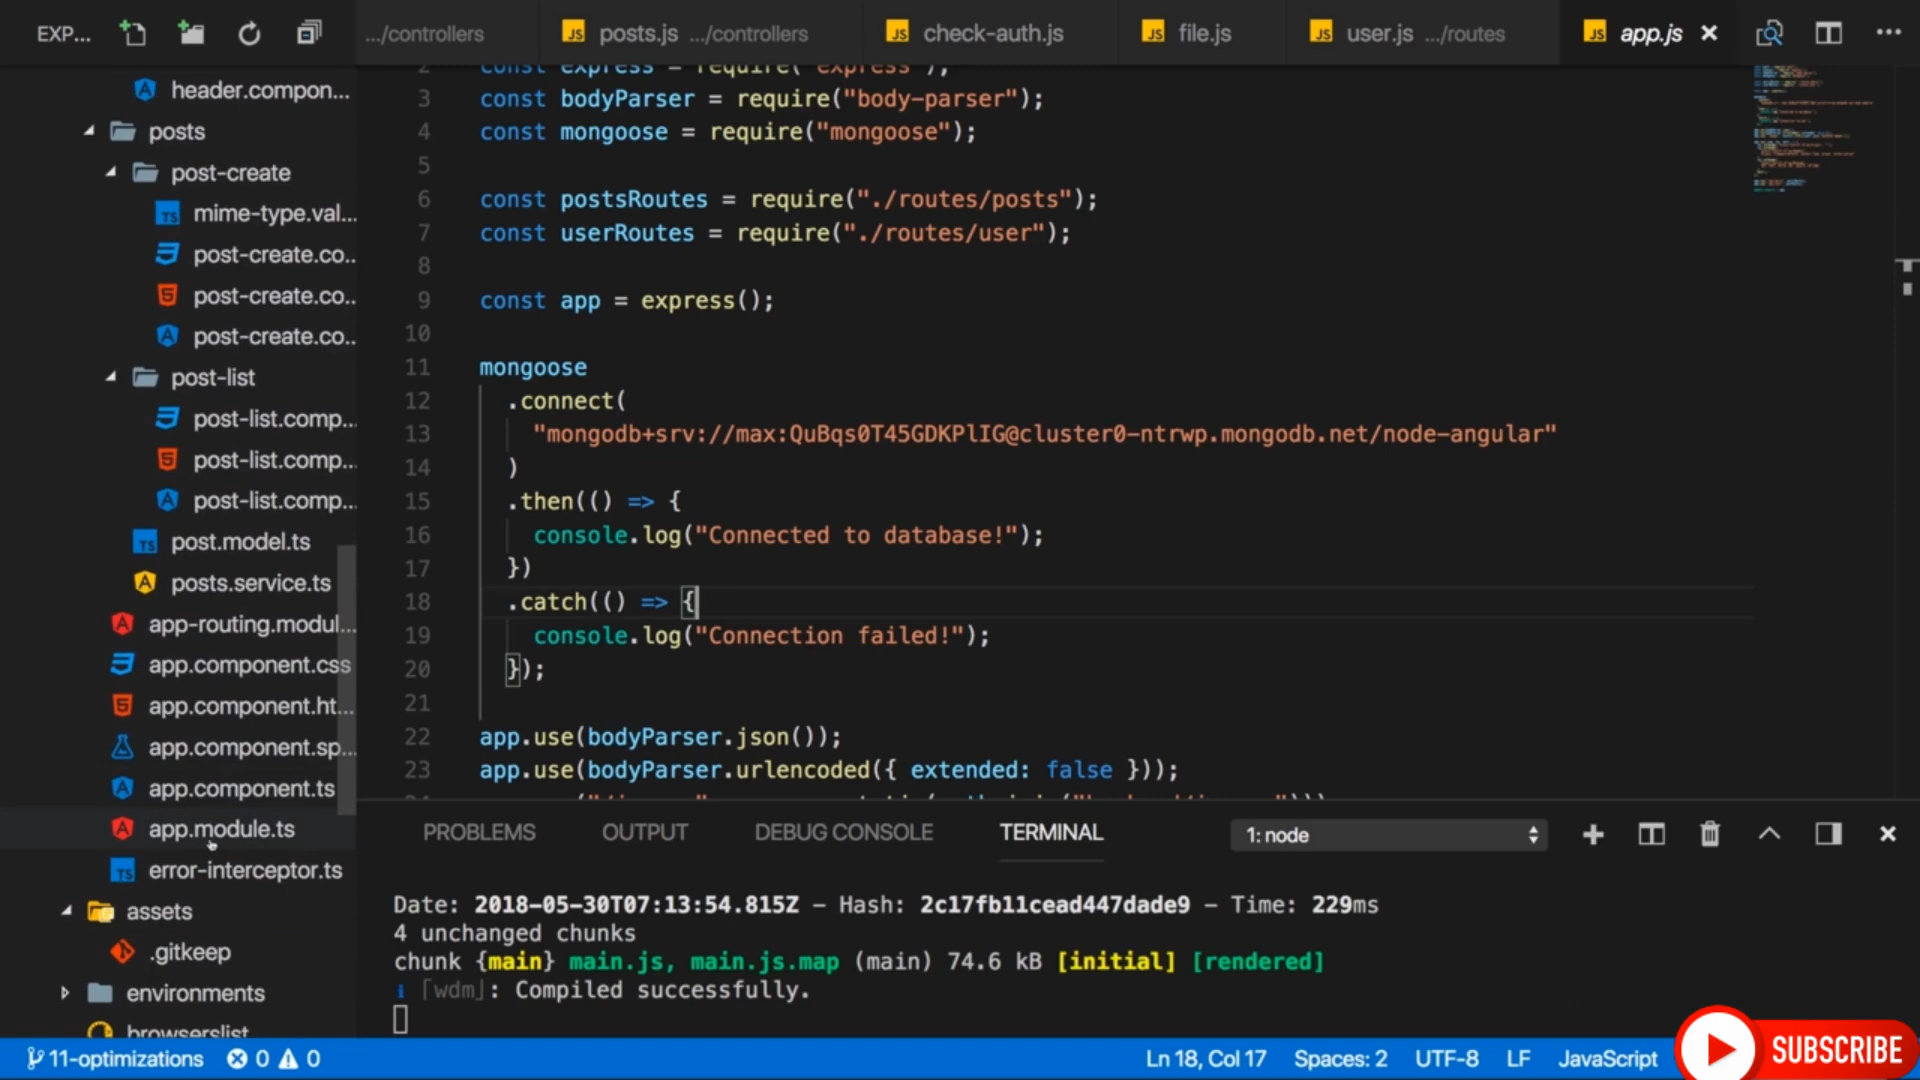 EXP...
.../controllers
posts.js .../controllers
check-auth.js
file.js
user.js .../routes
app.js
header.compon...
posts
post-create
mime-type.val...
post-create.co...
post-create.co...
post-create.co...
post-list
post-list.comp...
post-list.comp...
post-list.comp...
post.model.ts
posts.service.ts
app-routing.modul...
app.component.css
app.component.ht...
app.component.sp...
app.component.ts
app.module.ts
error-interceptor.ts
assets
.gitkeep
environments
browserslist
2 const express = require("express");
3 const bodyParser = require("body-parser");
4 const mongoose = require("mongoose");
5
6 const postsRoutes = require("./routes/posts");
7 const userRoutes = require("./routes/user");
8
9 const app = express();
10
11 mongoose
12 .connect(
13 "mongodb+srv://max:QuBqs0T45GDKPlIG@cluster0-ntrwp.mongodb.net/node-angular"
14 )
15 .then(() => {
16 console.log("Connected to database!");
17 })
18 .catch(() => {
19 console.log("Connection failed!");
20 });
21
22 app.use(bodyParser.json());
23 app.use(bodyParser.urlencoded({ extended: false }));
PROBLEMS OUTPUT DEBUG CONSOLE TERMINAL 1: node
Date: 2018-05-30T07:13:54.815Z - Hash: 2c17fb11cead447dade9 - Time: 229ms
4 unchanged chunks
chunk {main} main.js, main.js.map (main) 74.6 kB [initial] [rendered]
i ｢wdm｣: Compiled successfully.
11-optimizations 0 0 Ln 18, Col 17 Spaces: 2 UTF-8 LF JavaScript
SUBSCRIBE